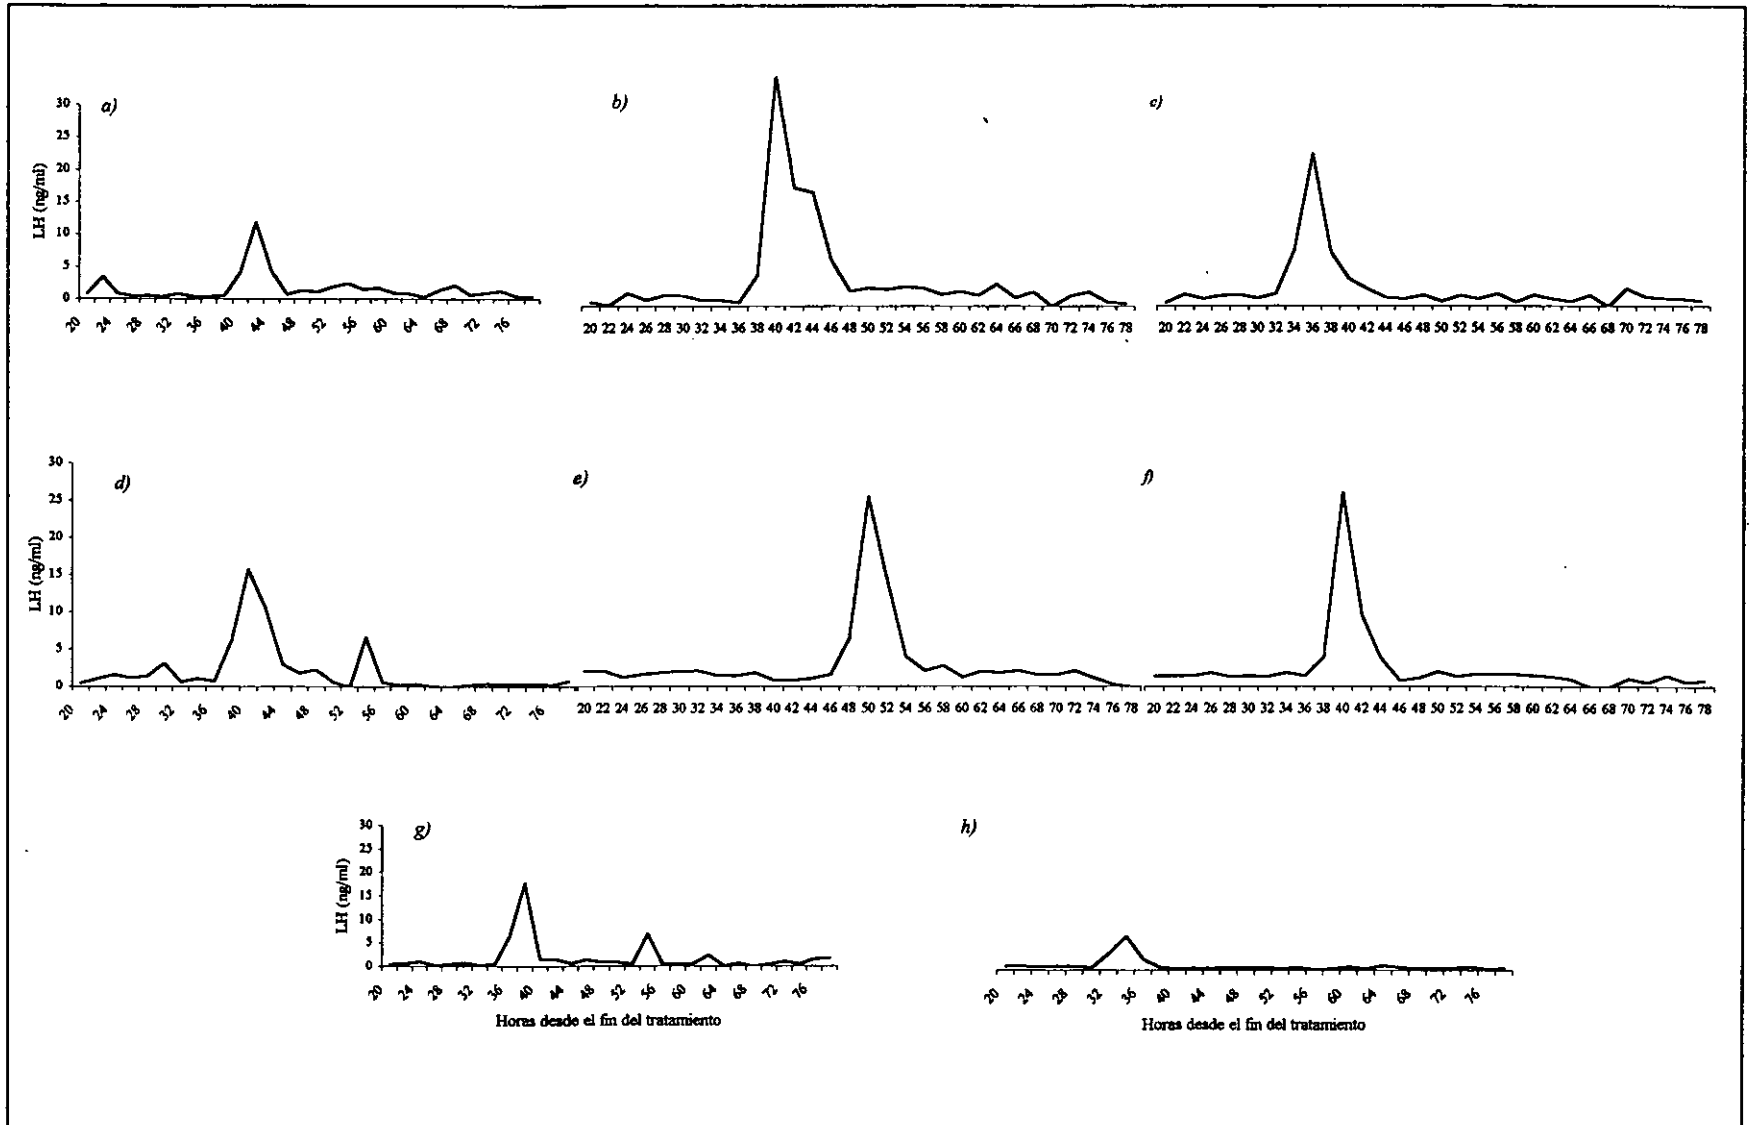 a)
30
25
20
15
10
5
0
LH (ng/ml)
20 24 28 32 36 40 44 48 52 56 60 64 68 72 76
b)
20 22 24 26 28 30 32 34 36 38 40 42 44 46 48 50 52 54 56 58 60 62 64 66 68 70 72 74 76 78
c)
20 22 24 26 28 30 32 34 36 38 40 42 44 46 48 50 52 54 56 58 60 62 64 66 68 70 72 74 76 78
d)
30
25
20
15
10
5
0
LH (ng/ml)
20 24 28 32 36 40 44 48 52 56 60 64 68 72 76
e)
20 22 24 26 28 30 32 34 36 38 40 42 44 46 48 50 52 54 56 58 60 62 64 66 68 70 72 74 76 78
f)
20 22 24 26 28 30 32 34 36 38 40 42 44 46 48 50 52 54 56 58 60 62 64 66 68 70 72 74 76 78
g)
30
25
20
15
10
5
0
LH (ng/ml)
20 24 28 32 36 40 44 48 52 56 60 64 68 72 76
Horas desde el fin del tratamiento
h)
20 24 28 32 36 40 44 48 52 56 60 64 68 72 76
Horas desde el fin del tratamiento